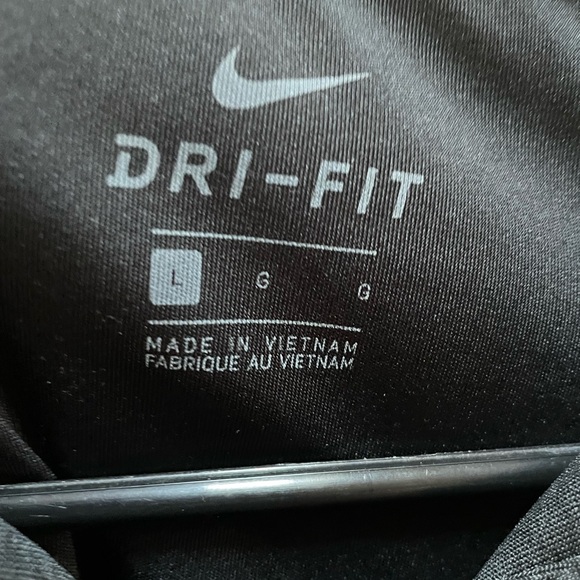 DRI-FIT
L G G
MADE IN VIETNAM
FABRIQUE AU VIETNAM